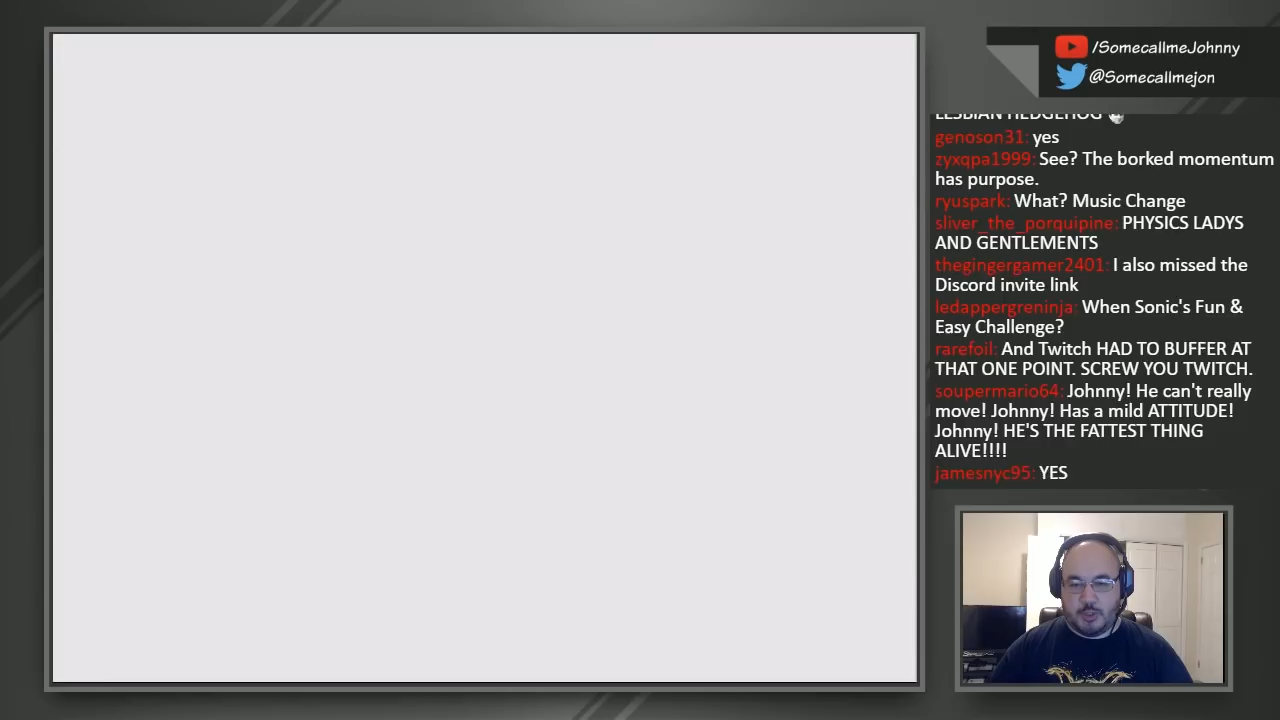 /SomecallmeJohnny
@Somecallmejon
LESBIAN HEDGEHOG
genoson31: yes
zyxqpa1999: See? The borked momentum
has purpose.
ryuspark: What? Music Change
sliver_the_porquipine: PHYSICS LADYS
AND GENTLEMENTS
thegingergamer2401: I also missed the
Discord invite link
ledappergreninja: When Sonic's Fun &
Easy Challenge?
rarefoil: And Twitch HAD TO BUFFER AT
THAT ONE POINT. SCREW YOU TWITCH.
soupermario64: Johnny! He can't really
move! Johnny! Has a mild ATTITUDE!
Johnny! HE'S THE FATTEST THING
ALIVE!!!!
jamesnyc95: YES